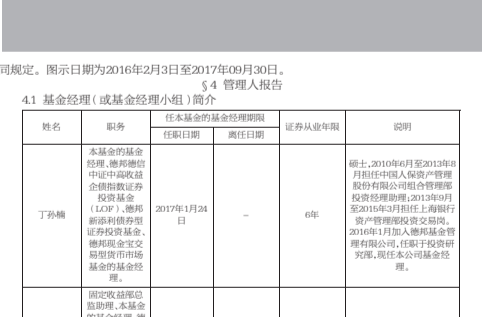 司规定。图示日期为2016年2月3日至2017年09月30日。
§4 管理人报告
4.1 基金经理(或基金经理小组)简介
姓名
职务
任本基金的基金经理期限
任职日期
离任日期
证券从业年限
说明
丁孙楠
本基金的基金
经理、德邦德信
中证中高收益
企债指数证券
投资基金
(LOF)、德邦
新添利债券型
证券投资基金、
德邦现金宝交
易型货币市场
基金的基金经
理。
2017年1月24
日
-
6年
硕士,2010年6月至2013年8
月担任中国人保资产管理
股份有限公司组合管理部
投资经理助理;2013年9月
至2015年3月担任上海银行
资产管理部投资交易岗。
2016年1月加入德邦基金管
理有限公司,任职于投资研
究部,现任本公司基金经
理。
固定收益部总
监助理、本基金